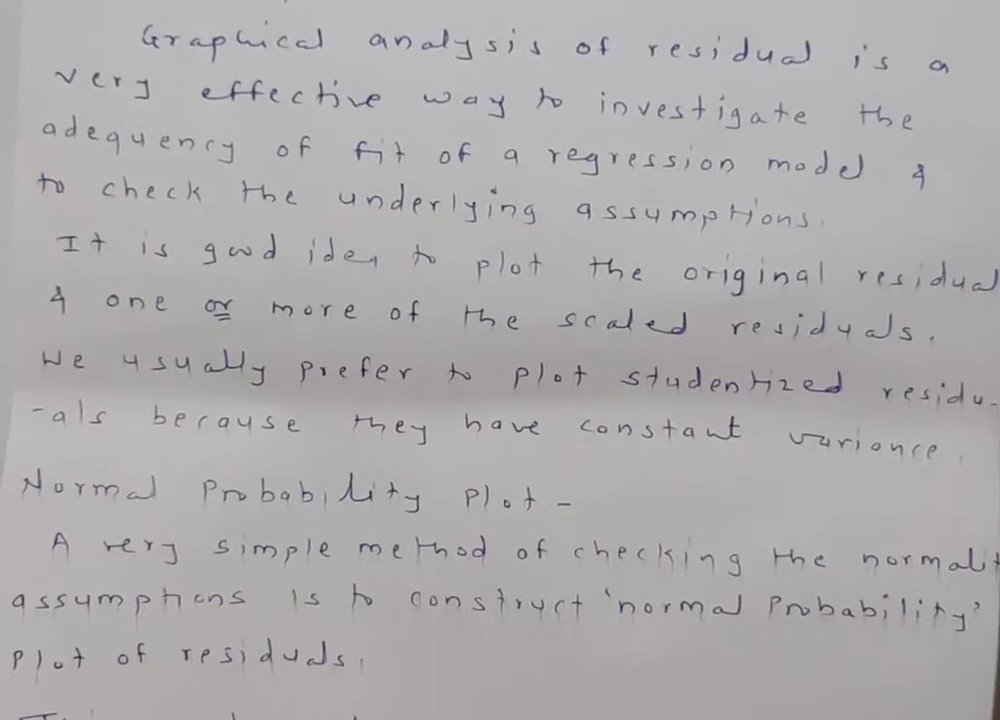 Graphical analysis of residual is a
very effective way to investigate the
adequency of fit of a regression model &
to check the underlying assumptions.
It is good idea to plot the original residual
& one or more of the scaled residuals.
We usually prefer to plot studentized residu-
-als because they have constant variance.
Normal Probability Plot -
A very simple method of checking the normalit
assumptions is to construct 'normal Probability'
Plot of residuals.